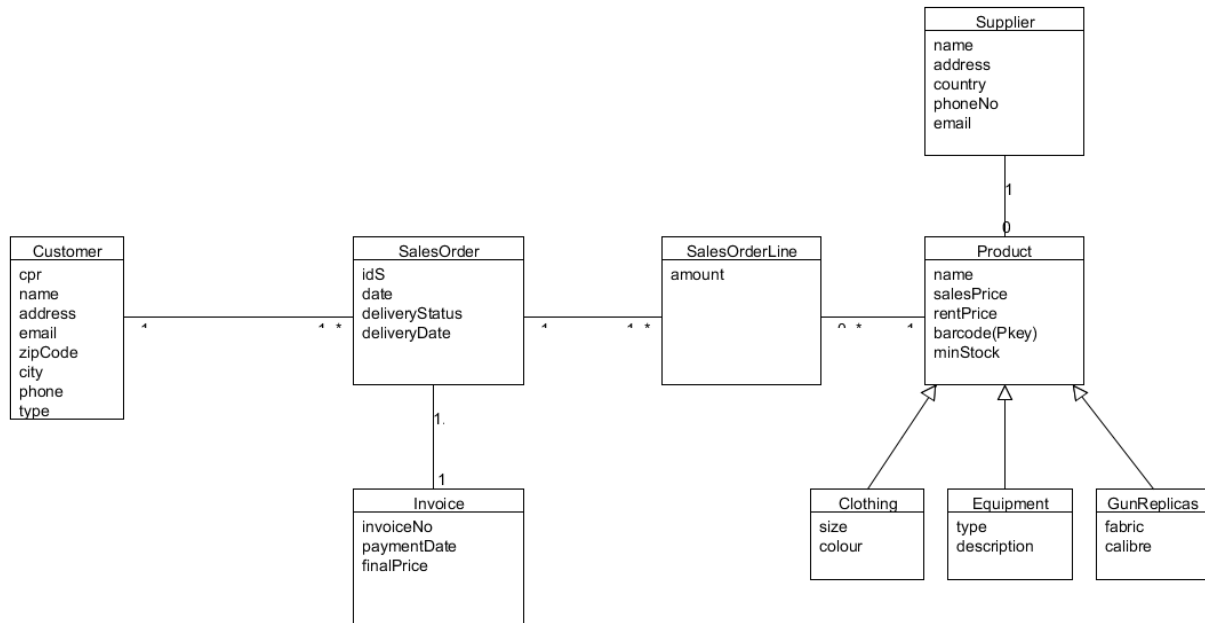 Supplier
name
address
country
phoneNo
email
1
0
Customer
cpr
name
address
email
zipCode
city
phone
type
1
1..*
SalesOrder
idS
date
deliveryStatus
deliveryDate
1
1..*
SalesOrderLine
amount
0..*
1
Product
name
salesPrice
rentPrice
barcode(Pkey)
minStock
1.
1
Invoice
invoiceNo
paymentDate
finalPrice
Clothing
size
colour
Equipment
type
description
GunReplicas
fabric
calibre